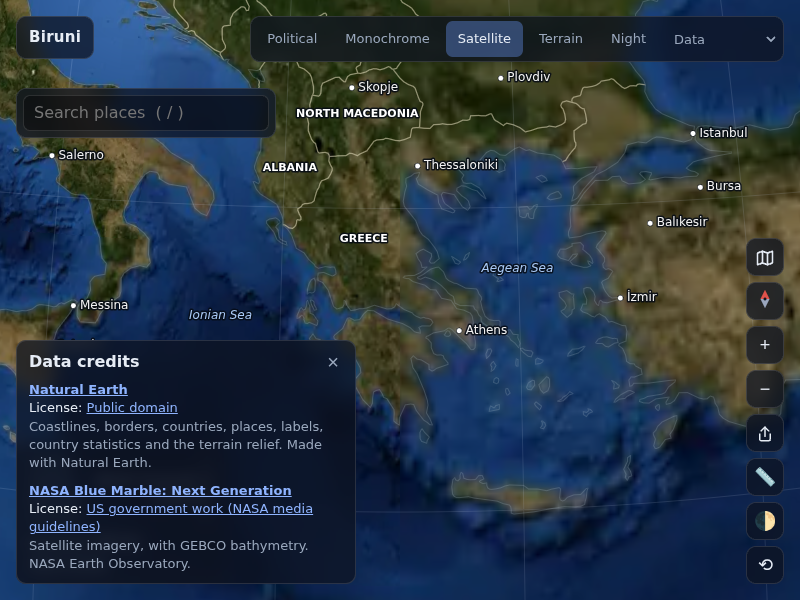 Biruni
Political Monochrome Satellite Terrain Night Data
Search places ( / )
Skopje
Plovdiv
NORTH MACEDONIA
Istanbul
Salerno
ALBANIA
Thessaloniki
Bursa
Balıkesir
GREECE
Aegean Sea
İzmir
Messina
Ionian Sea
Athens
+
−
Data credits ×
Natural Earth
License: Public domain
Coastlines, borders, countries, places, labels,
country statistics and the terrain relief. Made
with Natural Earth.
NASA Blue Marble: Next Generation
License: US government work (NASA media
guidelines)
Satellite imagery, with GEBCO bathymetry.
NASA Earth Observatory.